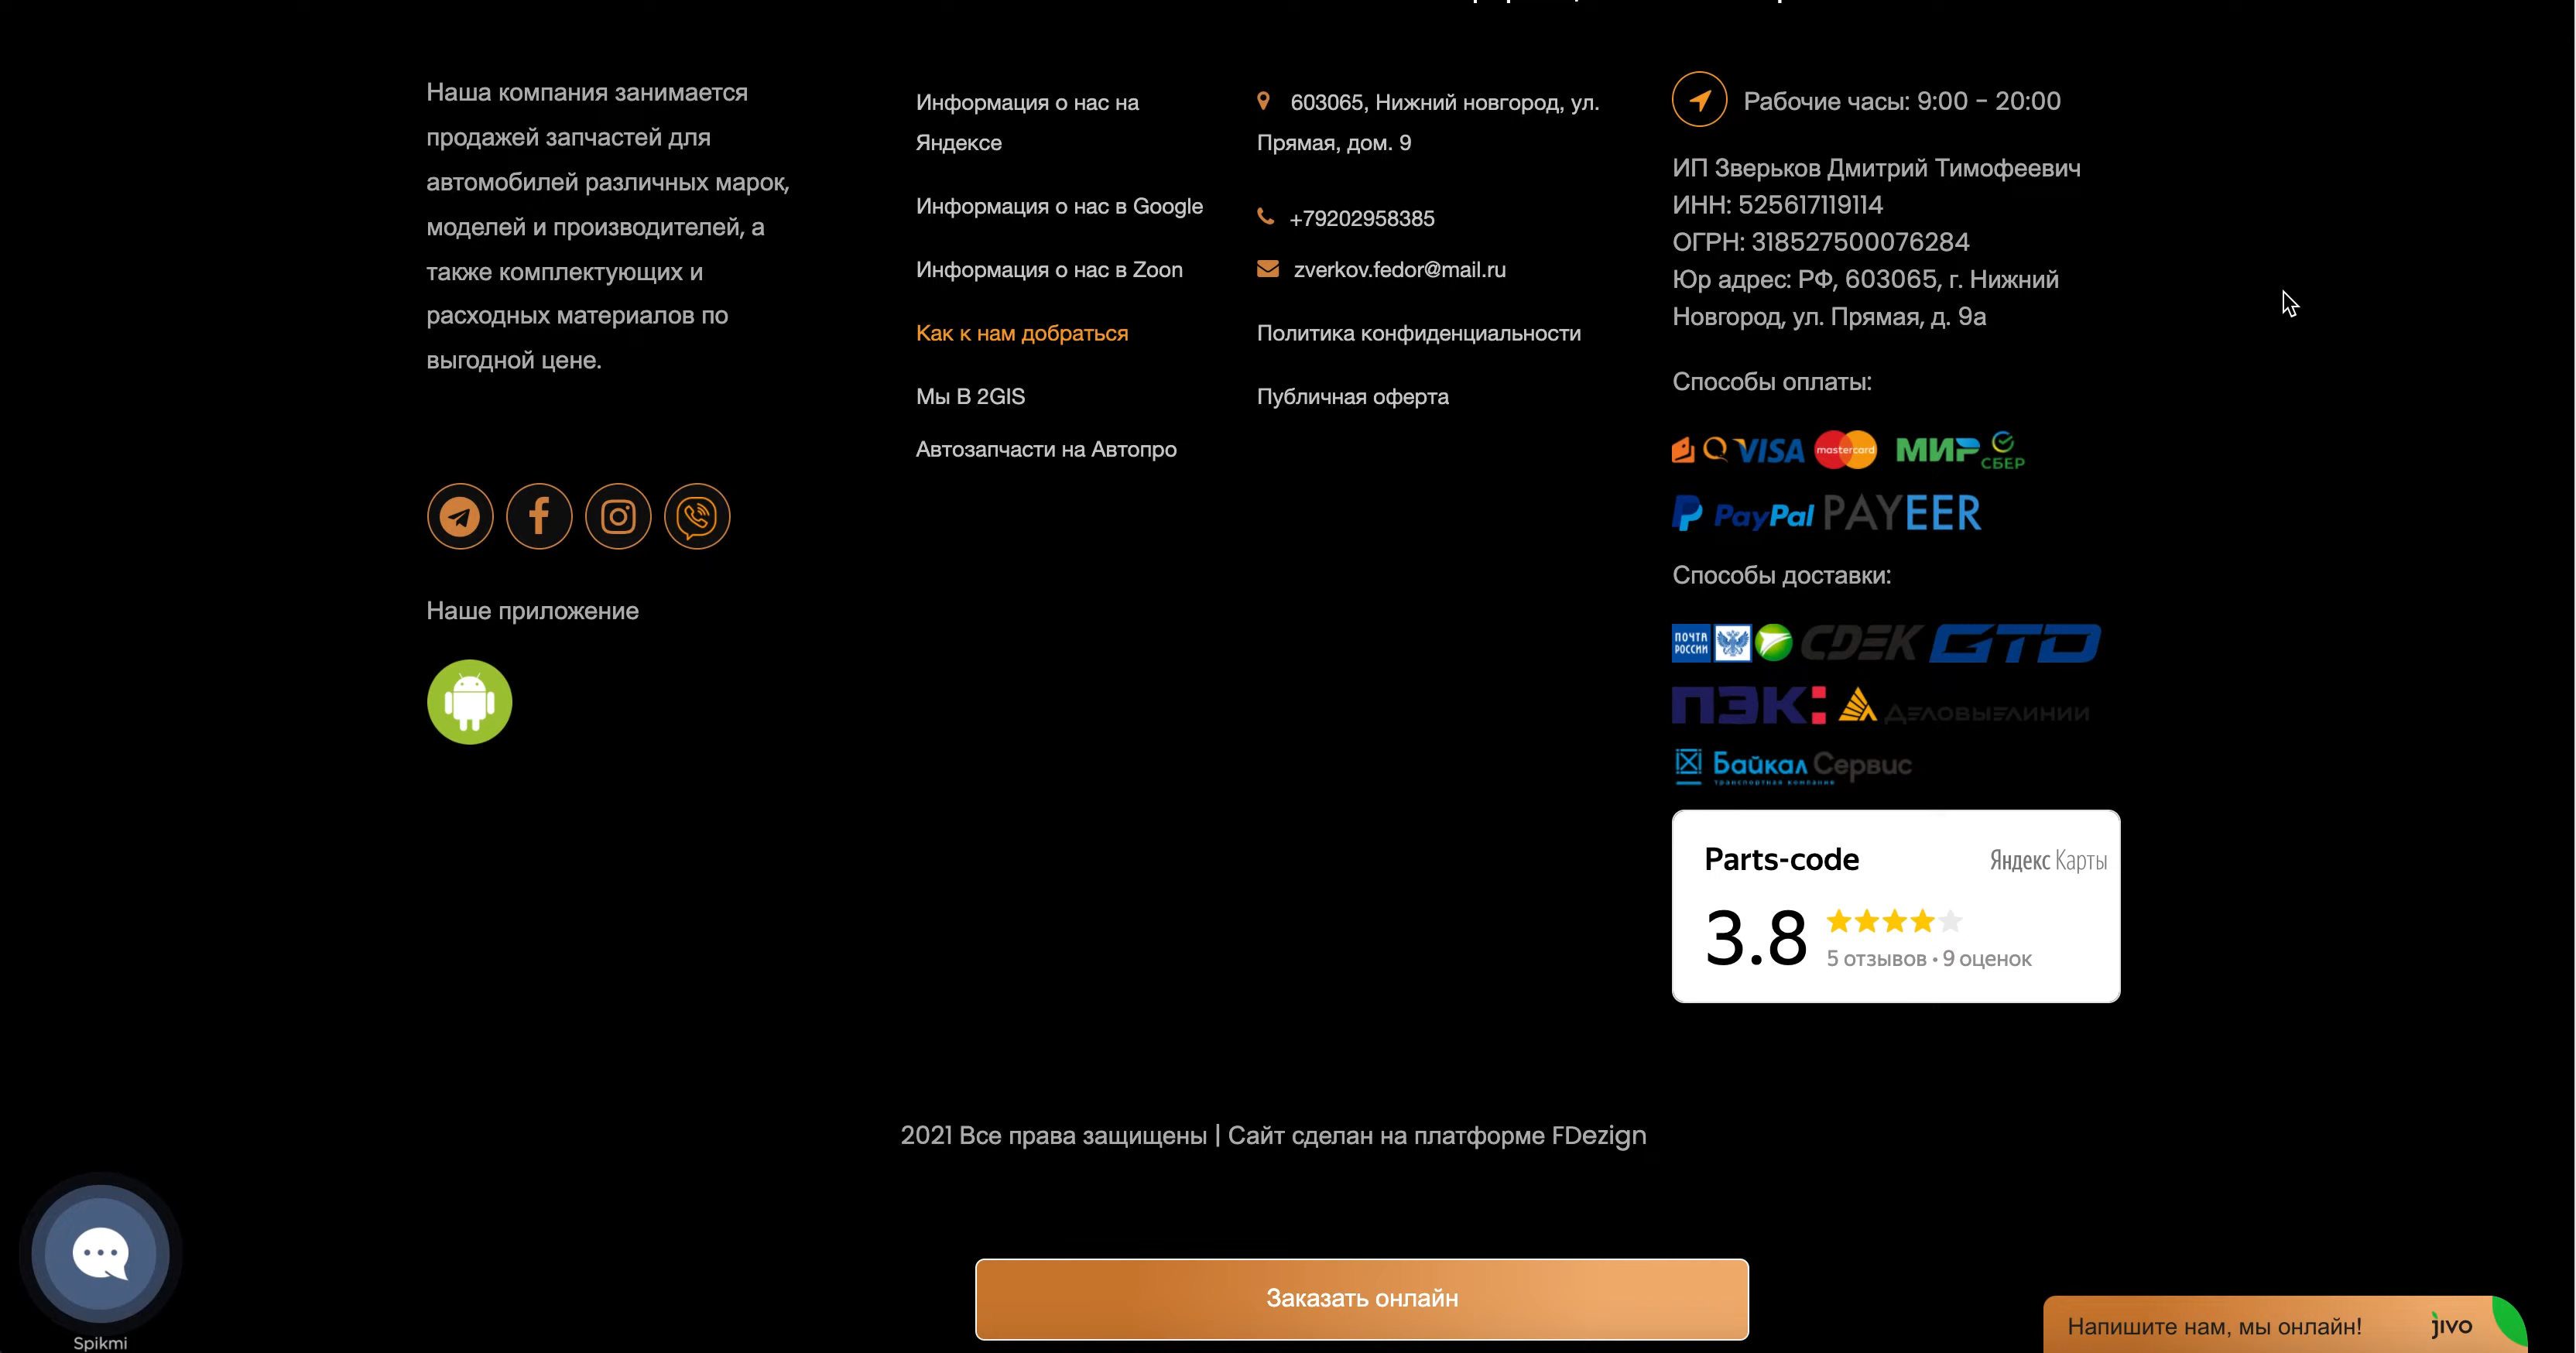 Наша компания занимается
продажей запчастей для
автомобилей различных марок,
моделей и производителей, а
также комплектующих и
расходных материалов по
выгодной цене.
Наше приложение
Информация о нас на
Яндексе
Информация о нас в Google
Информация о нас в Zoon
Как к нам добраться
Мы В 2GIS
Автозапчасти на Автопро
603065, Нижний новгород, ул.
Прямая, дом. 9
+79202958385
zverkov.fedor@mail.ru
Политика конфиденциальности
Публичная оферта
Рабочие часы: 9:00 - 20:00
ИП Зверьков Дмитрий Тимофеевич
ИНН: 525617119114
ОГРН: 318527500076284
Юр адрес: РФ, 603065, г. Нижний
Новгород, ул. Прямая, д. 9а
Способы оплаты:
VISA mastercard МИР СБЕР
PayPal PAYEER
Способы доставки:
ПОЧТА РОССИИ CDEK GTD
ПЭК: ДЕЛОВЫЕ ЛИНИИ
Байкал Сервис
транспортная компания
Parts-code Яндекс Карты
3.8
5 отзывов • 9 оценок
2021 Все права защищены | Сайт сделан на платформе FDezign
Spikmi
Заказать онлайн
Напишите нам, мы онлайн! jivo